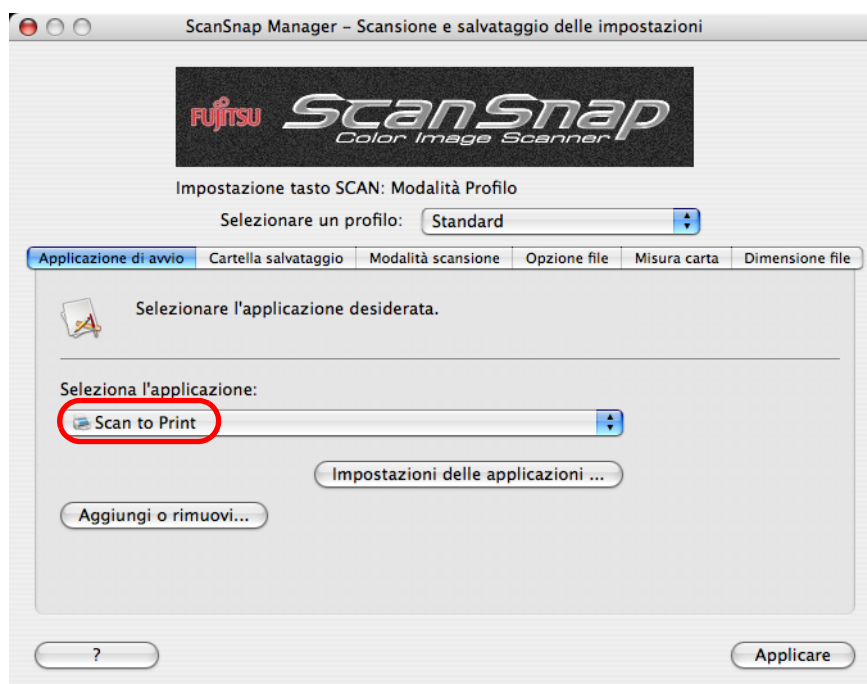 ScanSnap Manager – Scansione e salvataggio delle impostazioni
FUJITSU ScanSnap
Color Image Scanner
Impostazione tasto SCAN: Modalità Profilo
Selezionare un profilo: Standard
Applicazione di avvio Cartella salvataggio Modalità scansione Opzione file Misura carta Dimensione file
Selezionare l'applicazione desiderata.
Seleziona l'applicazione:
Scan to Print
Impostazioni delle applicazioni ...
Aggiungi o rimuovi...
? Applicare